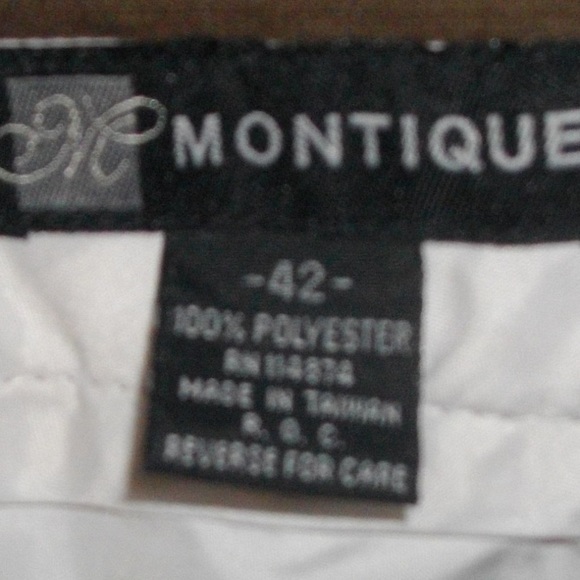 MONTIQUE
-42-
100% POLYESTER
RN 114874
MADE IN TAIWAN
R. O. C.
REVERSE FOR CARE